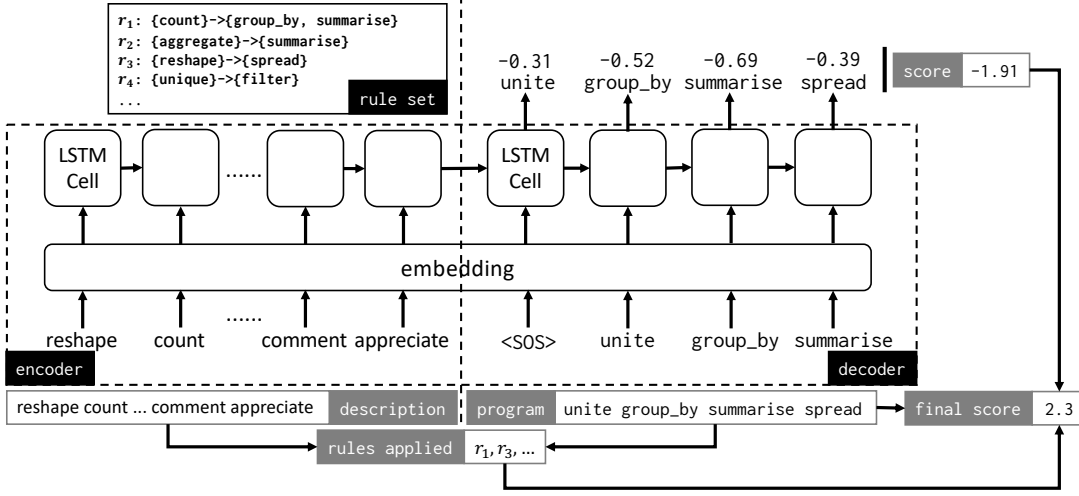 r₁: {count}->{group_by, summarise}
r₂: {aggregate}->{summarise}
r₃: {reshape}->{spread}
r₄: {unique}->{filter}
...
rule set
−0.31 −0.52 −0.69 −0.39
unite group_by summarise spread
score −1.91
LSTM Cell
......
LSTM Cell
embedding
reshape count ...... comment appreciate <SOS> unite group_by summarise
encoder
decoder
reshape count ... comment appreciate description
program unite group_by summarise spread
final score 2.3
rules applied r₁, r₃, ...